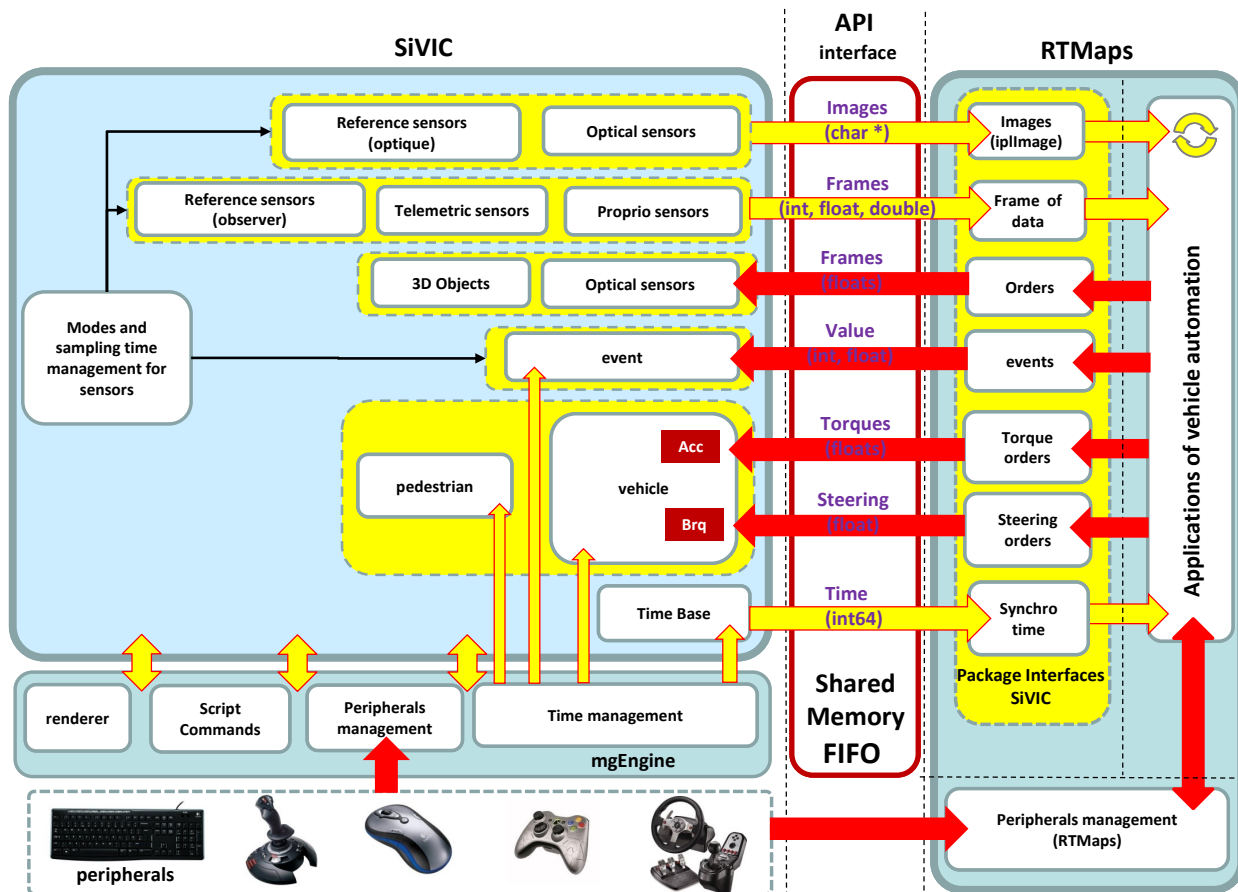 SiVIC
API
interface
RTMaps
Reference sensors
(optique)
Optical sensors
Images
(char *)
Images
(iplImage)
Reference sensors
(observer)
Telemetric sensors
Proprio sensors
Frames
(int, float, double)
Frame of
data
3D Objects
Optical sensors
Frames
(floats)
Orders
Modes and
sampling time
management for
sensors
event
Value
(int, float)
events
pedestrian
vehicle
Acc
Brq
Torques
(floats)
Torque
orders
Steering
(float)
Steering
orders
Time Base
Time
(int64)
Synchro
time
Applications of vehicle automation
Package Interfaces
SiVIC
renderer
Script
Commands
Peripherals
management
Time management
mgEngine
Shared
Memory
FIFO
peripherals
Peripherals management
(RTMaps)